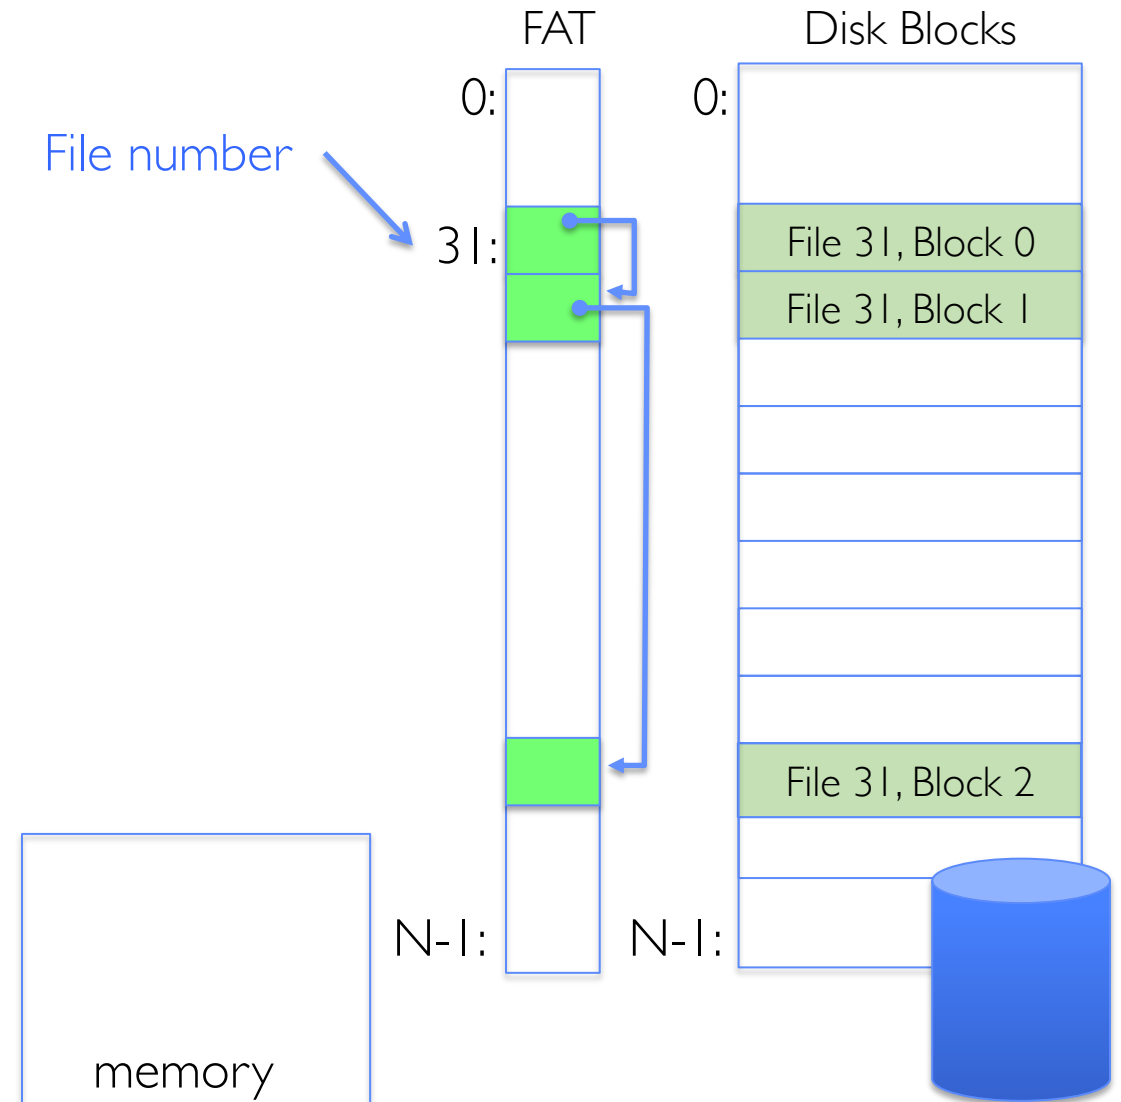 FAT
Disk Blocks
0:
0:
File number
31:
File 31, Block 0
File 31, Block 1
File 31, Block 2
N-1:
N-1:
memory